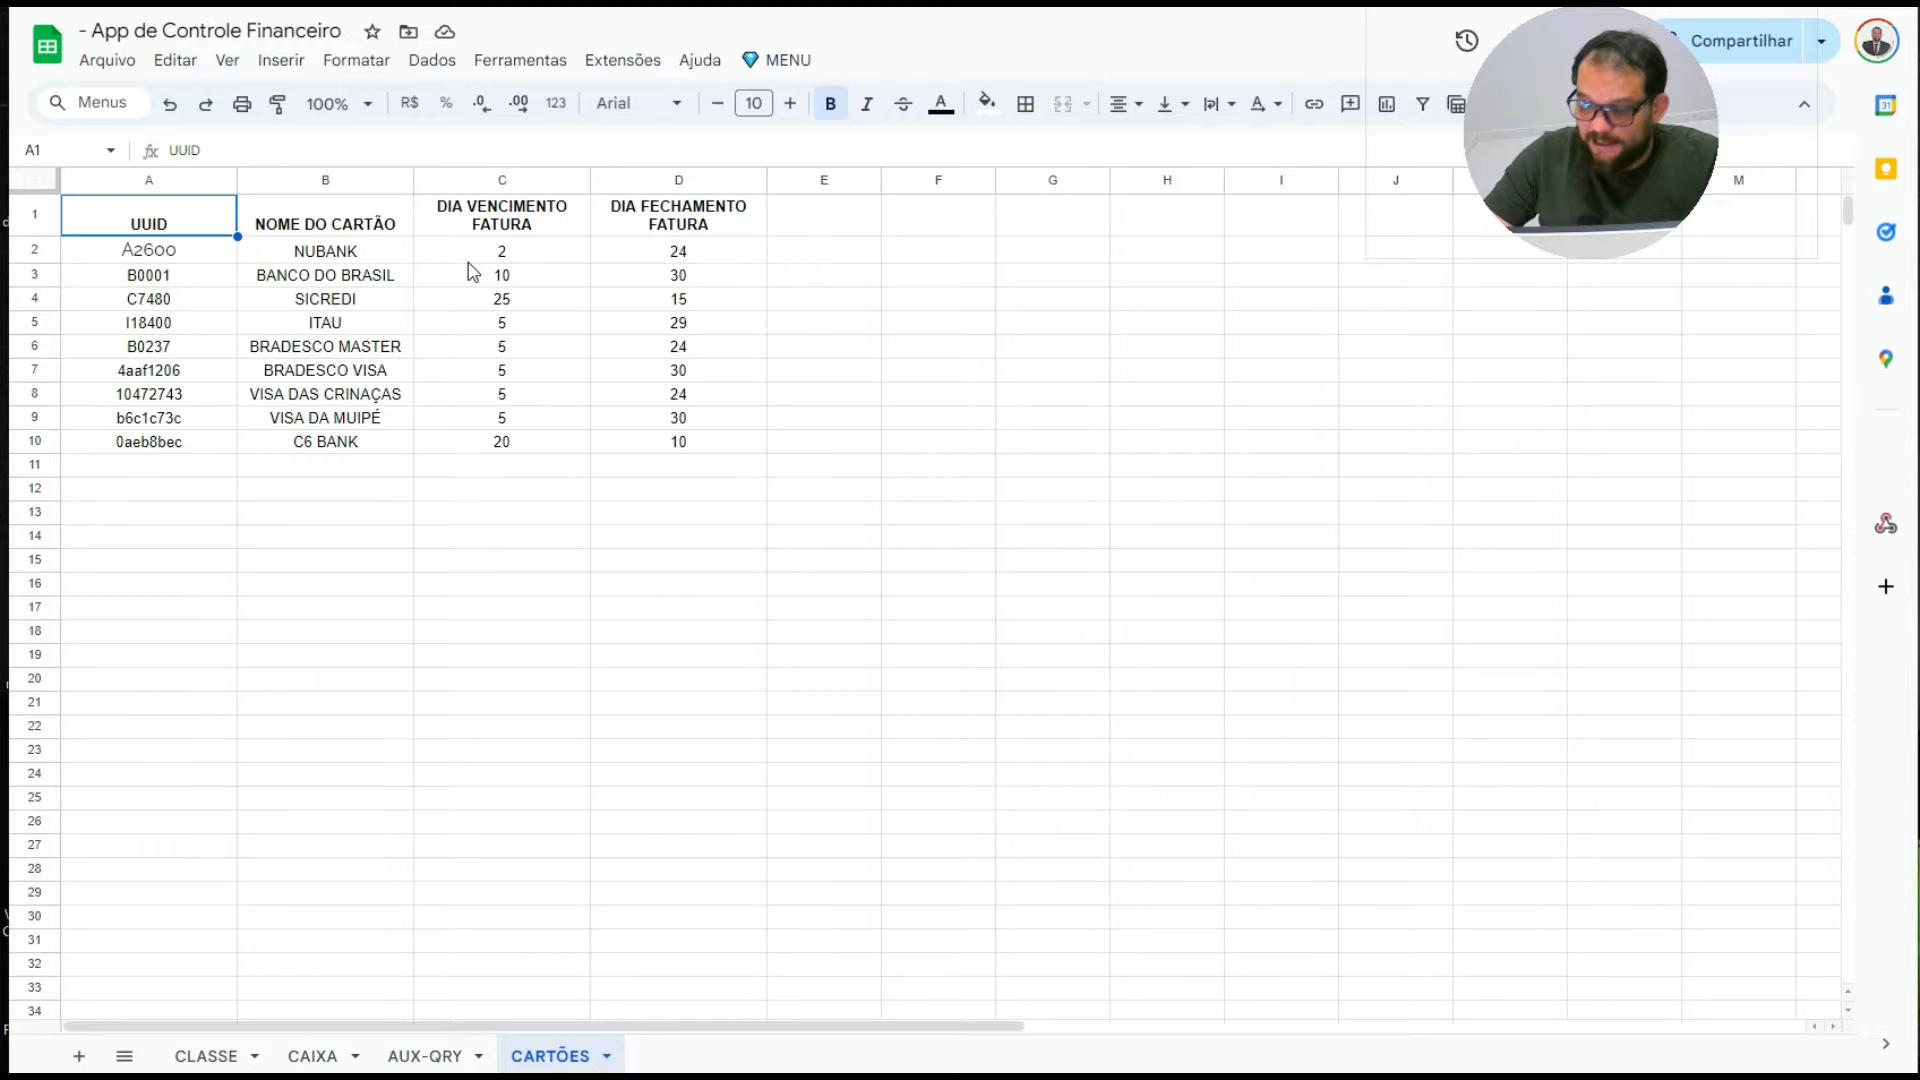 - App de Controle Financeiro
Compartilhar
Arquivo Editar Ver Inserir Formatar Dados Ferramentas Extensões Ajuda MENU
Menus 100% R$ % .0 .00 123 Arial 10 B I A
A1 fx UUID
A B C D E F G H I J M
1 UUID NOME DO CARTÃO DIA VENCIMENTO FATURA DIA FECHAMENTO FATURA
2 A2600 NUBANK 2 24
3 B0001 BANCO DO BRASIL 10 30
4 C7480 SICREDI 25 15
5 I18400 ITAU 5 29
6 B0237 BRADESCO MASTER 5 24
7 4aaf1206 BRADESCO VISA 5 30
8 10472743 VISA DAS CRINAÇAS 5 24
9 b6c1c73c VISA DA MUIPÉ 5 30
10 0aeb8bec C6 BANK 20 10
11
12
13
14
15
16
17
18
19
20
21
22
23
24
25
26
27
28
29
30
31
32
33
34
CLASSE CAIXA AUX-QRY CARTÕES